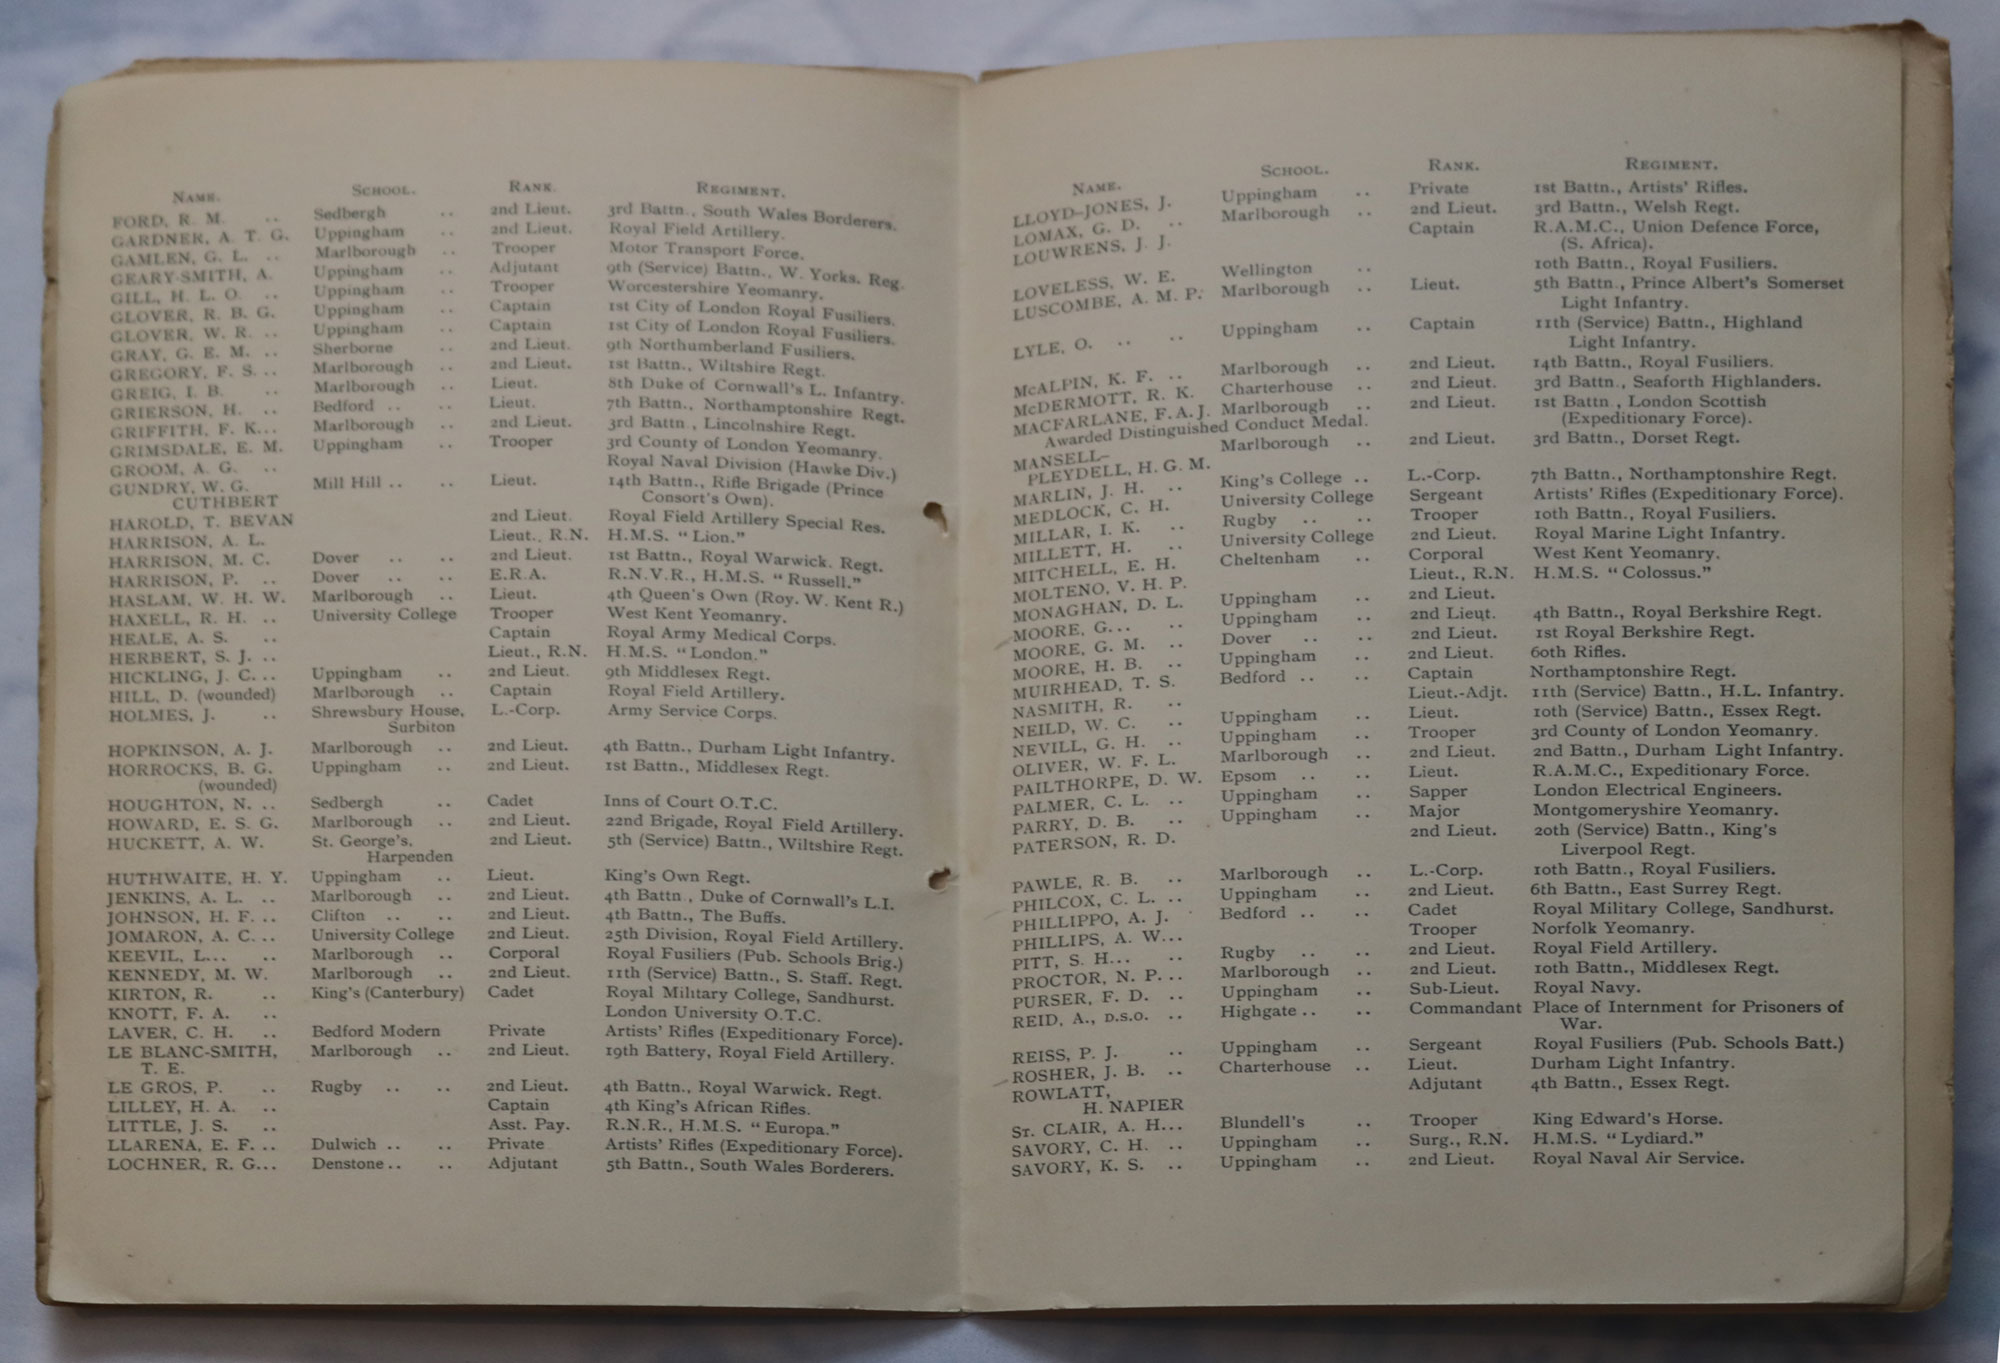 NAME. SCHOOL. RANK. REGIMENT.
FORD, R. M. .. Sedbergh .. 2nd Lieut. 3rd Battn., South Wales Borderers.
GARDNER, A. T. G. Uppingham .. 2nd Lieut. Royal Field Artillery.
GAMLEN, G. L. .. Marlborough .. Trooper Motor Transport Force.
GEARY-SMITH, A. Uppingham .. Adjutant 9th (Service) Battn., W. Yorks. Reg.
GILL, H. L. O. .. Uppingham .. Trooper Worcestershire Yeomanry.
GLOVER, R. B. G. Uppingham .. Captain 1st City of London Royal Fusiliers.
GLOVER, W. R. .. Uppingham .. Captain 1st City of London Royal Fusiliers.
GRAY, G. E. M. .. Sherborne .. 2nd Lieut. 9th Northumberland Fusiliers.
GREGORY, F. S. .. Marlborough .. 2nd Lieut. 1st Battn., Wiltshire Regt.
GREIG, I. B. .. Marlborough .. Lieut. 8th Duke of Cornwall's L. Infantry.
GRIERSON, H. .. Bedford .. .. Lieut. 7th Battn., Northamptonshire Regt.
GRIFFITH, F. K... Marlborough .. 2nd Lieut. 3rd Battn., Lincolnshire Regt.
GRIMSDALE, E. M. Uppingham .. Trooper 3rd County of London Yeomanry.
GROOM, A. G. .. Royal Naval Division (Hawke Div.)
GUNDRY, W. G. Mill Hill .. .. Lieut. 14th Battn., Rifle Brigade (Prince
CUTHBERT Consort's Own).
HAROLD, T. BEVAN 2nd Lieut. Royal Field Artillery Special Res.
HARRISON, A. L. Lieut., R.N. H.M.S. "Lion."
HARRISON, M. C. Dover .. .. 2nd Lieut. 1st Battn., Royal Warwick. Regt.
HARRISON, P. .. Dover .. .. E.R.A. R.N.V.R., H.M.S. "Russell."
HASLAM, W. H. W. Marlborough .. Lieut. 4th Queen's Own (Roy. W. Kent R.)
HAXELL, R. H. .. University College Trooper West Kent Yeomanry.
HEALE, A. S. .. Captain Royal Army Medical Corps.
HERBERT, S. J. .. Lieut., R.N. H.M.S. "London."
HICKLING, J. C. .. Uppingham .. 2nd Lieut. 9th Middlesex Regt.
HILL, D. (wounded) Marlborough .. Captain Royal Field Artillery.
HOLMES, J. .. Shrewsbury House, L.-Corp. Army Service Corps.
Surbiton
HOPKINSON, A. J. Marlborough .. 2nd Lieut. 4th Battn., Durham Light Infantry.
HORROCKS, B. G. Uppingham .. 2nd Lieut. 1st Battn., Middlesex Regt.
(wounded)
HOUGHTON, N. .. Sedbergh .. Cadet Inns of Court O.T.C.
HOWARD, E. S. G. Marlborough .. 2nd Lieut. 22nd Brigade, Royal Field Artillery.
HUCKETT, A. W. St. George's, 2nd Lieut. 5th (Service) Battn., Wiltshire Regt.
Harpenden
HUTHWAITE, H. Y. Uppingham .. Lieut. King's Own Regt.
JENKINS, A. L. .. Marlborough .. 2nd Lieut. 4th Battn., Duke of Cornwall's L.I.
JOHNSON, H. F. .. Clifton .. .. 2nd Lieut. 4th Battn., The Buffs.
JOMARON, A. C. .. University College 2nd Lieut. 25th Division, Royal Field Artillery.
KEEVIL, L... .. Marlborough .. Corporal Royal Fusiliers (Pub. Schools Brig.)
KENNEDY, M. W. Marlborough .. 2nd Lieut. 11th (Service) Battn., S. Staff. Regt.
KIRTON, R. .. King's (Canterbury) Cadet Royal Military College, Sandhurst.
KNOTT, F. A. .. London University O.T.C.
LAVER, C. H. .. Bedford Modern Private Artists' Rifles (Expeditionary Force).
LE BLANC-SMITH, Marlborough .. 2nd Lieut. 19th Battery, Royal Field Artillery.
T. E.
LE GROS, P. .. Rugby .. .. 2nd Lieut. 4th Battn., Royal Warwick. Regt.
LILLEY, H. A. .. Captain 4th King's African Rifles.
LITTLE, J. S. .. Asst. Pay. R.N.R., H.M.S. "Europa."
LLARENA, E. F. .. Dulwich .. .. Private Artists' Rifles (Expeditionary Force).
LOCHNER, R. G... Denstone .. .. Adjutant 5th Battn., South Wales Borderers.
NAME. SCHOOL. RANK. REGIMENT.
LLOYD-JONES, J. Uppingham .. Private 1st Battn., Artists' Rifles.
LOMAX, G. D. .. Marlborough .. 2nd Lieut. 3rd Battn., Welsh Regt.
LOUWRENS, J. J. Captain R.A.M.C., Union Defence Force,
(S. Africa).
LOVELESS, W. E. Wellington .. 10th Battn., Royal Fusiliers.
LUSCOMBE, A. M. P. Marlborough .. Lieut. 5th Battn., Prince Albert's Somerset
Light Infantry.
LYLE, O. .. .. Uppingham .. Captain 11th (Service) Battn., Highland
Light Infantry.
McALPIN, K. F. .. Marlborough .. 2nd Lieut. 14th Battn., Royal Fusiliers.
McDERMOTT, R. K. Charterhouse .. 2nd Lieut. 3rd Battn., Seaforth Highlanders.
MACFARLANE, F.A.J. Marlborough .. 2nd Lieut. 1st Battn., London Scottish
Awarded Distinguished Conduct Medal. (Expeditionary Force).
MANSELL- Marlborough .. 2nd Lieut. 3rd Battn., Dorset Regt.
PLEYDELL, H. G. M.
MARLIN, J. H. .. King's College .. L.-Corp. 7th Battn., Northamptonshire Regt.
MEDLOCK, C. H. University College Sergeant Artists' Rifles (Expeditionary Force).
MILLAR, I. K. .. Rugby .. .. Trooper 10th Battn., Royal Fusiliers.
MILLETT, H. .. University College 2nd Lieut. Royal Marine Light Infantry.
MITCHELL, E. H. Cheltenham .. Corporal West Kent Yeomanry.
MOLTENO, V. H. P. Lieut., R.N. H.M.S. "Colossus."
MONAGHAN, D. L. Uppingham .. 2nd Lieut.
MOORE, G... .. Uppingham .. 2nd Lieut. 4th Battn., Royal Berkshire Regt.
MOORE, G. M. .. Dover .. .. 2nd Lieut. 1st Royal Berkshire Regt.
MOORE, H. B. .. Uppingham .. 2nd Lieut. 60th Rifles.
MUIRHEAD, T. S. Bedford .. .. Captain Northamptonshire Regt.
NASMITH, R. .. Lieut.-Adjt. 11th (Service) Battn., H.L. Infantry.
NEILD, W. C. .. Uppingham .. Lieut. 10th (Service) Battn., Essex Regt.
NEVILL, G. H. .. Uppingham .. Trooper 3rd County of London Yeomanry.
OLIVER, W. F. L. Marlborough .. 2nd Lieut. 2nd Battn., Durham Light Infantry.
PAILTHORPE, D. W. Epsom .. .. Lieut. R.A.M.C., Expeditionary Force.
PALMER, C. L. .. Uppingham .. Sapper London Electrical Engineers.
PARRY, D. B. .. Uppingham .. Major Montgomeryshire Yeomanry.
PATERSON, R. D. 2nd Lieut. 20th (Service) Battn., King's
Liverpool Regt.
PAWLE, R. B. .. Marlborough .. L.-Corp. 10th Battn., Royal Fusiliers.
PHILCOX, C. L. .. Uppingham .. 2nd Lieut. 6th Battn., East Surrey Regt.
PHILLIPPO, A. J. Bedford .. .. Cadet Royal Military College, Sandhurst.
PHILLIPS, A. W... Trooper Norfolk Yeomanry.
PITT, S. H... .. Rugby .. .. 2nd Lieut. Royal Field Artillery.
PROCTOR, N. P. .. Marlborough .. 2nd Lieut. 10th Battn., Middlesex Regt.
PURSER, F. D. .. Uppingham .. Sub-Lieut. Royal Navy.
REID, A., D.S.O. .. Highgate .. .. Commandant Place of Internment for Prisoners of
War.
REISS, P. J. .. Uppingham .. Sergeant Royal Fusiliers (Pub. Schools Batt.)
ROSHER, J. B. .. Charterhouse .. Lieut. Durham Light Infantry.
ROWLATT, Adjutant 4th Battn., Essex Regt.
H. NAPIER
ST. CLAIR, A. H... Blundell's .. Trooper King Edward's Horse.
SAVORY, C. H. .. Uppingham .. Surg., R.N. H.M.S. "Lydiard."
SAVORY, K. S. .. Uppingham .. 2nd Lieut. Royal Naval Air Service.